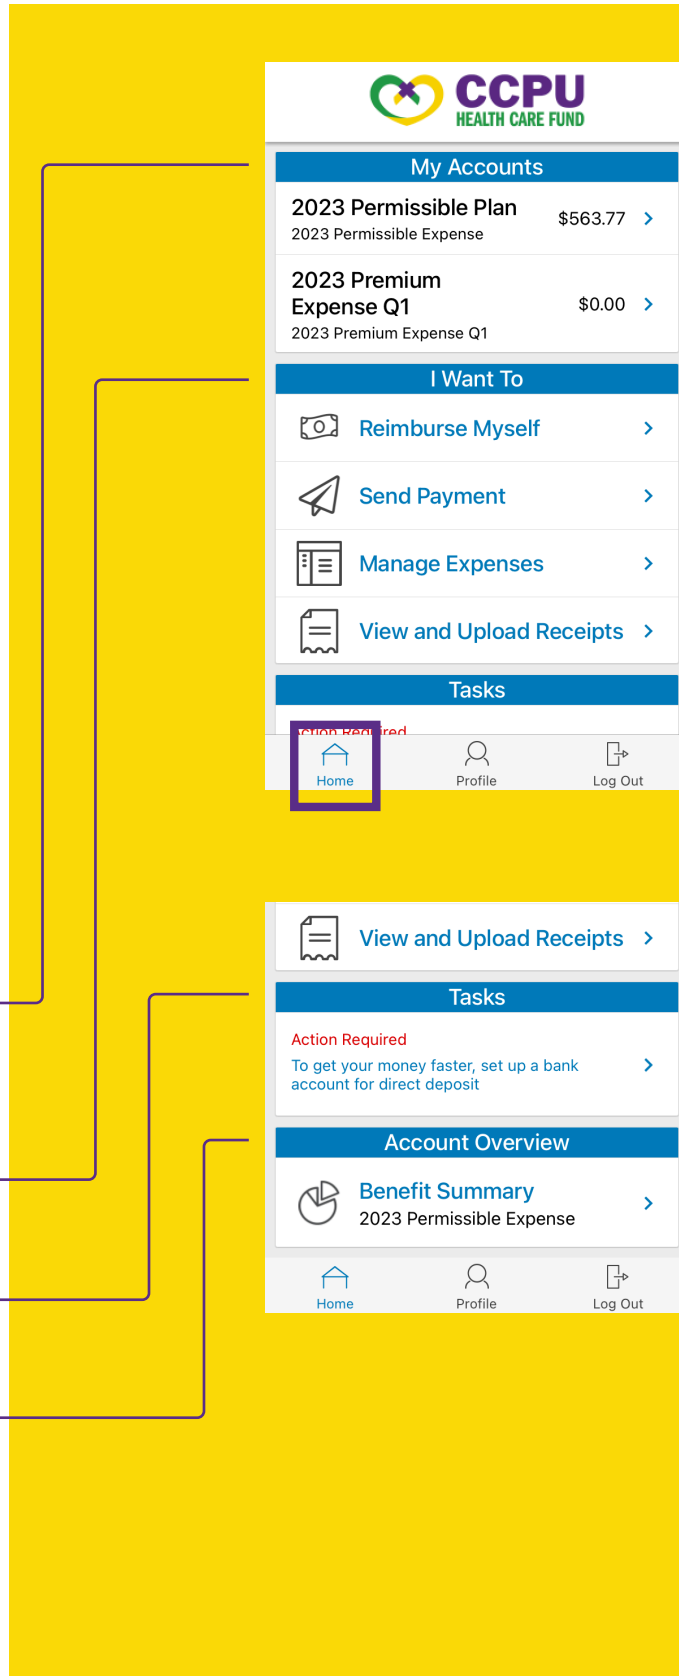 CCPU
HEALTH CARE FUND
My Accounts
2023 Permissible Plan
2023 Permissible Expense
$563.77
2023 Premium
Expense Q1
2023 Premium Expense Q1
$0.00
I Want To
Reimburse Myself
Send Payment
Manage Expenses
View and Upload Receipts
Tasks
Action Required
Home
Profile
Log Out
View and Upload Receipts
Tasks
Action Required
To get your money faster, set up a bank
account for direct deposit
Account Overview
Benefit Summary
2023 Permissible Expense
Home
Profile
Log Out